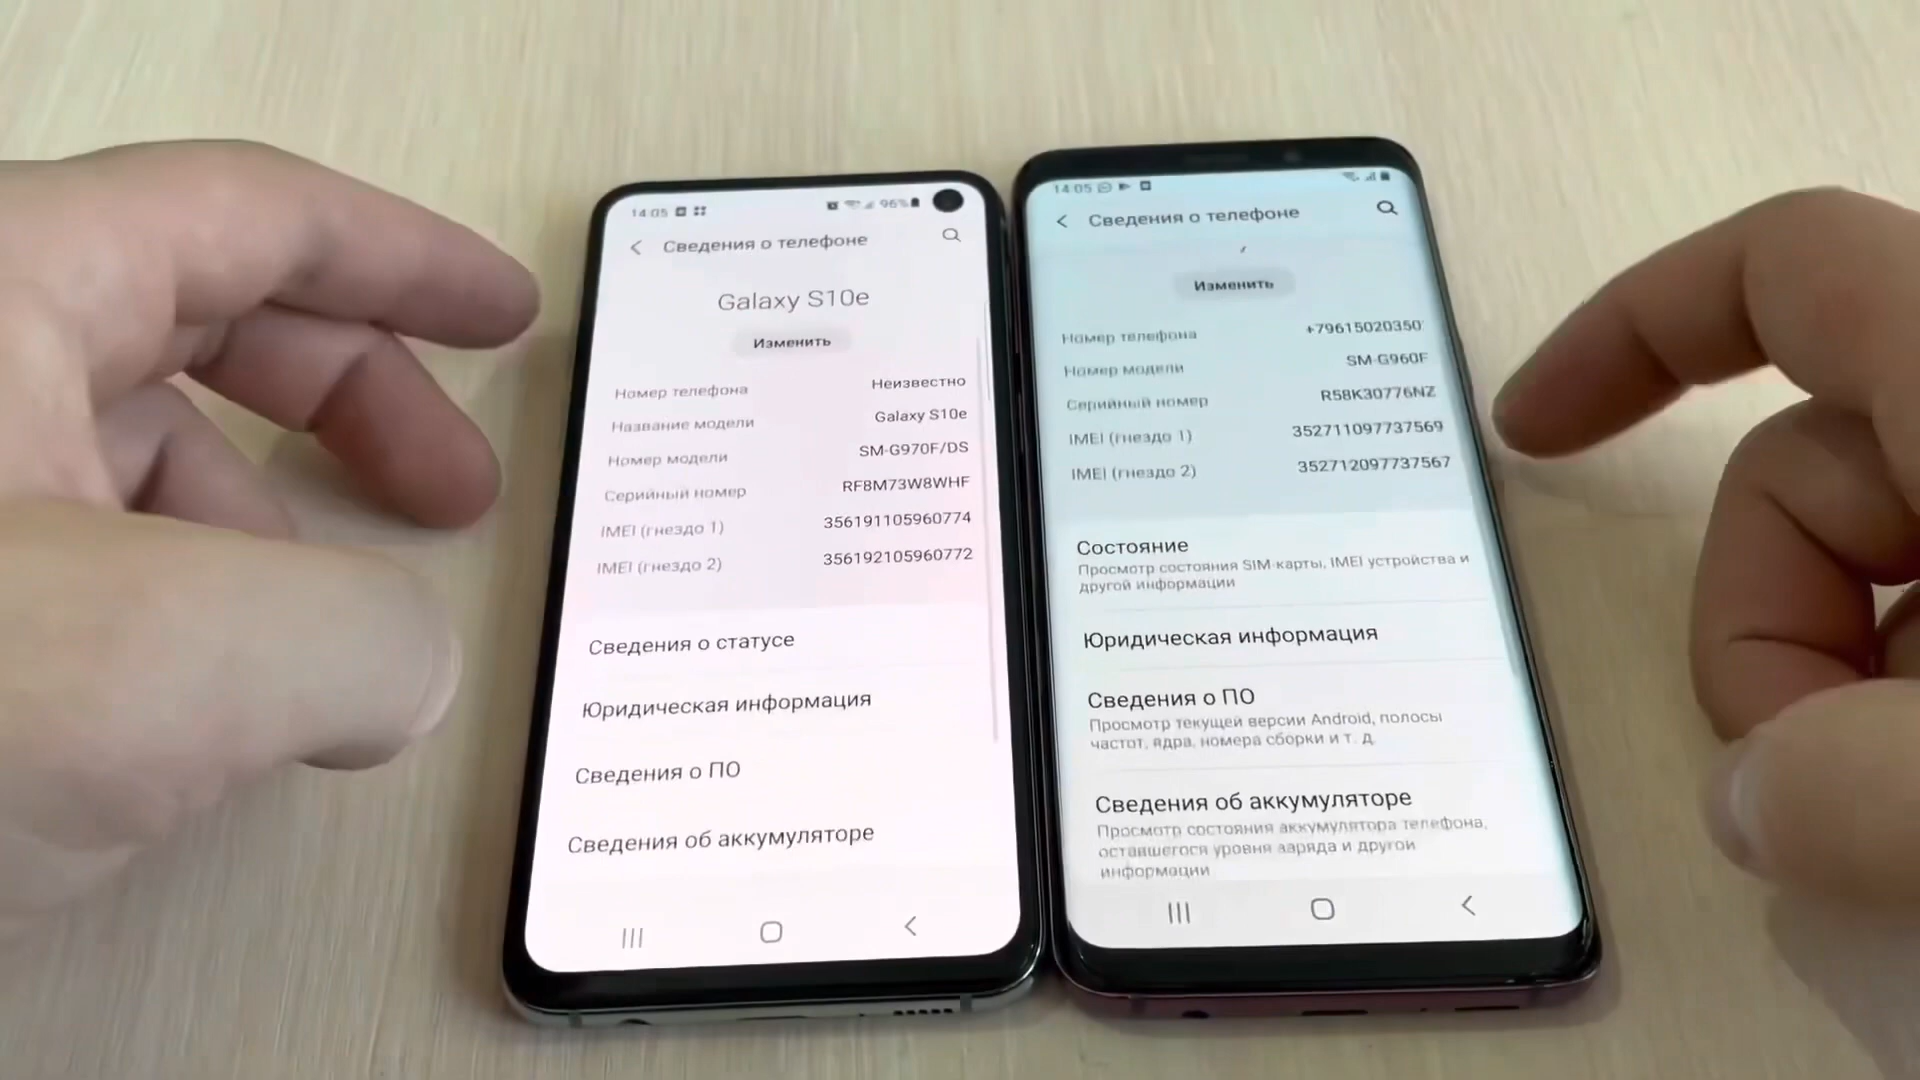 14:05
96%
Сведения о телефоне
Galaxy S10e
Изменить
Номер телефона Неизвестно
Название модели Galaxy S10e
Номер модели SM-G970F/DS
Серийный номер RF8M73W8WHF
IMEI (гнездо 1) 356191105960774
IMEI (гнездо 2) 356192105960772
Сведения о статусе
Юридическая информация
Сведения о ПО
Сведения об аккумуляторе
14:05
Сведения о телефоне
Изменить
Номер телефона +79615020350
Номер модели SM-G960F
Серийный номер R58K30776NZ
IMEI (гнездо 1) 352711097737569
IMEI (гнездо 2) 352712097737567
Состояние
Просмотр состояния SIM-карты, IMEI устройства и
другой информации
Юридическая информация
Сведения о ПО
Просмотр текущей версии Android, полосы
частот, ядра, номера сборки и т. д.
Сведения об аккумуляторе
Просмотр состояния аккумулятора телефона,
оставшегося уровня заряда и другой
информации